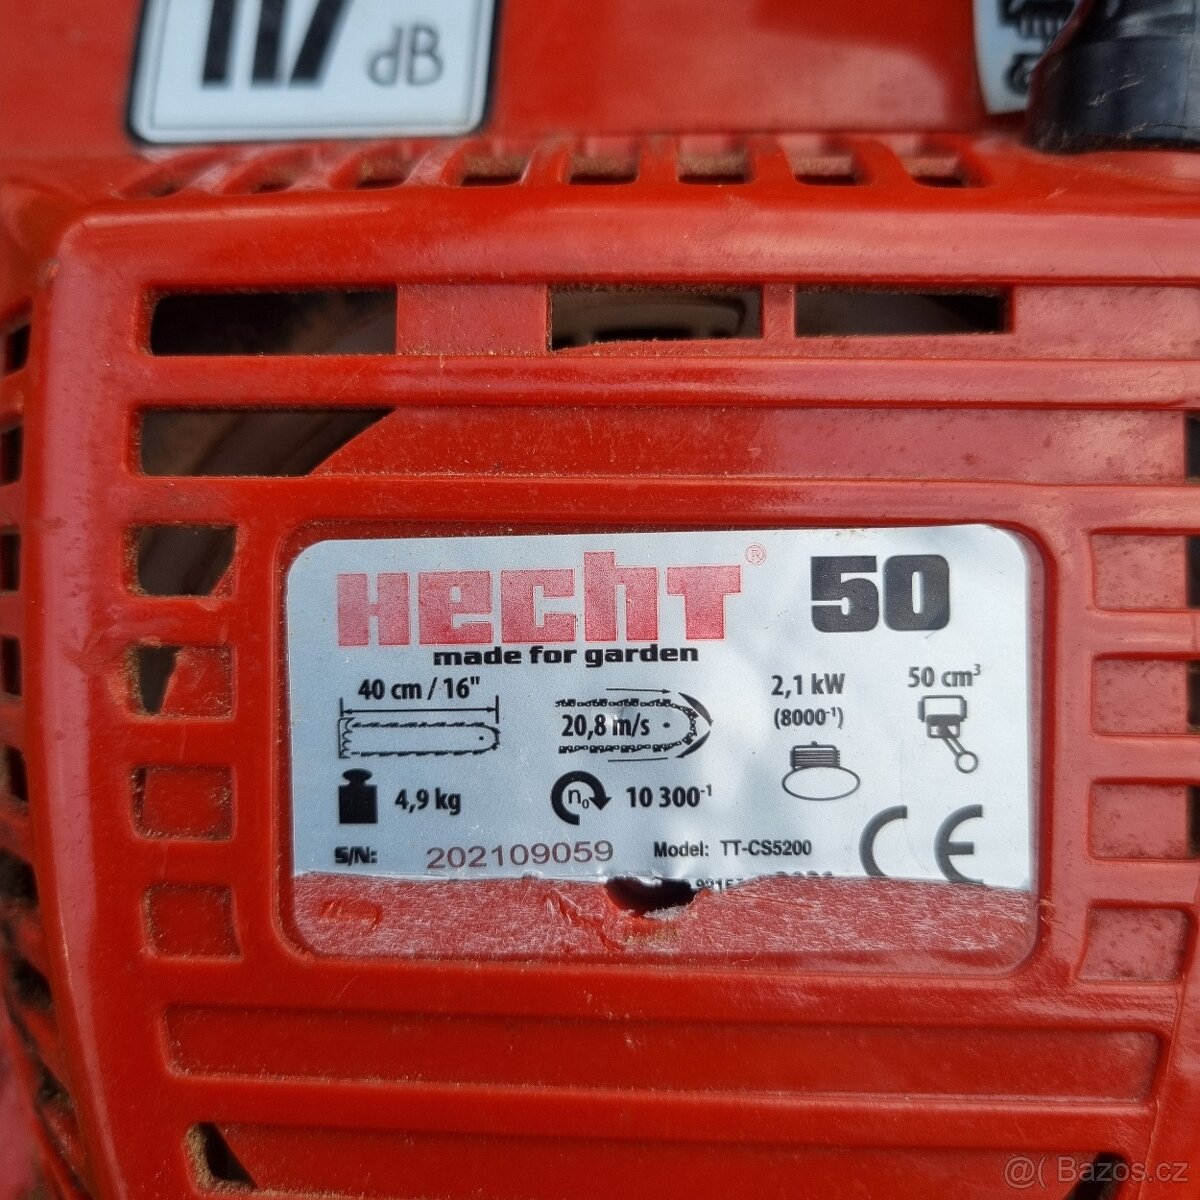 117 dB
HECHT® 50
made for garden
40 cm / 16"
20,8 m/s
2,1 kW
(8000⁻¹)
50 cm³
4,9 kg
n₀
10 300⁻¹
S/N: 202109059
Model: TT-CS5200
CE
@( Bazos.cz